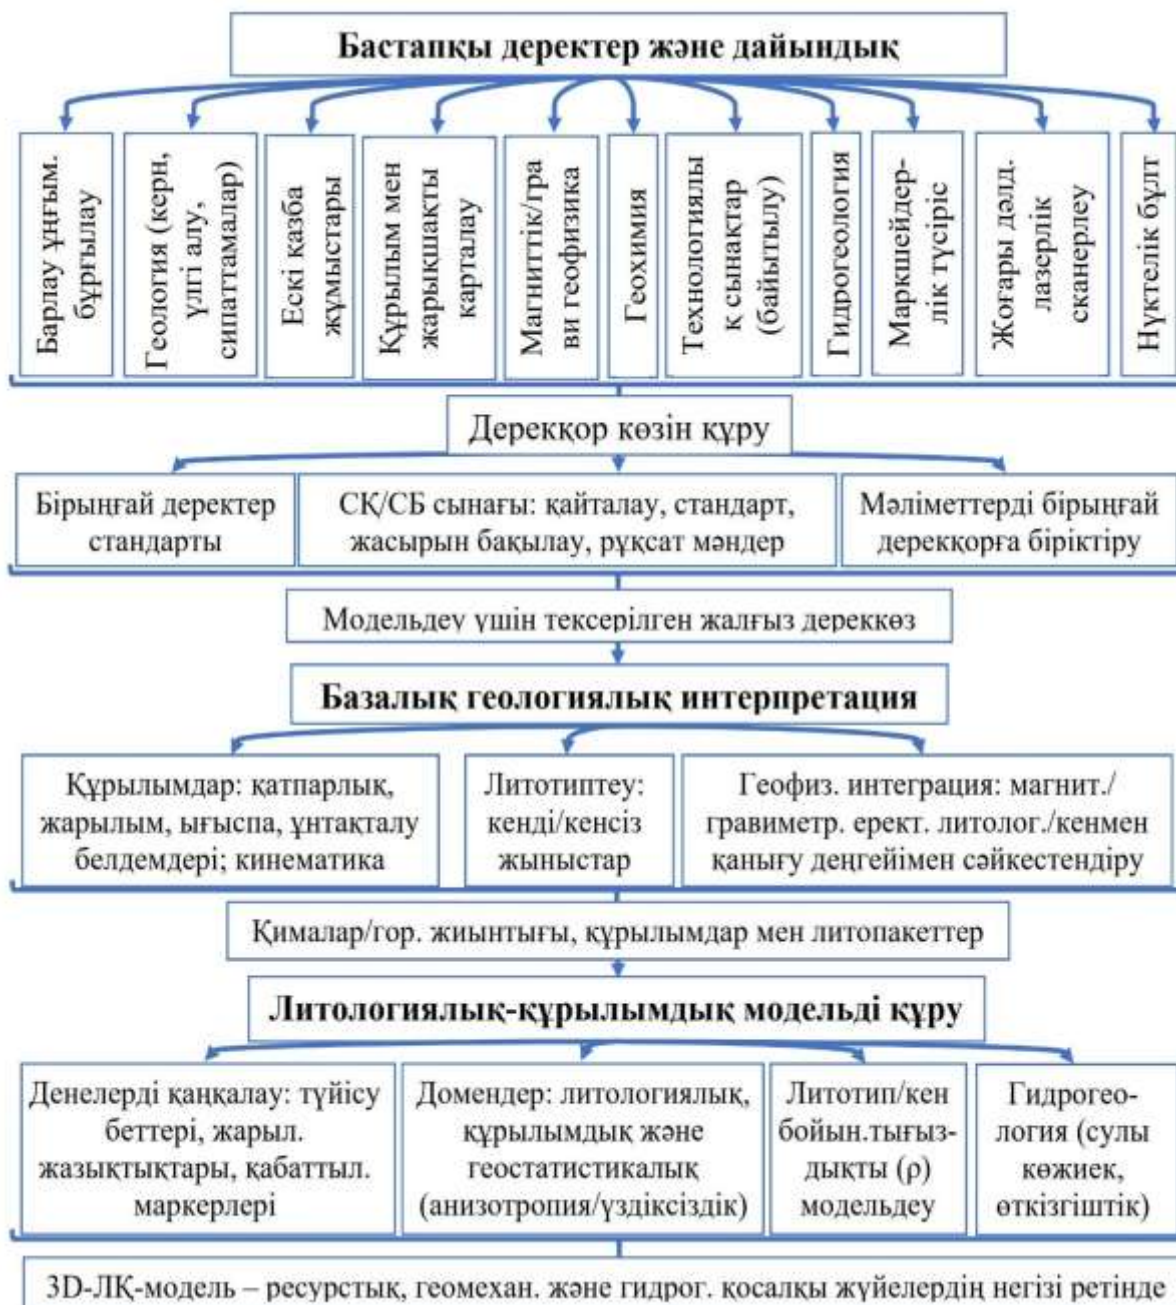 Бастапқы деректер және дайындық
Барлау ұңғым.
бұрғылау
Геология (керн,
үлгі алу,
сипаттамалар)
Ескі қазба
жұмыстары
Құрылым мен
жарықшақты
карталау
Магниттік/гра
ви геофизика
Геохимия
Технологиялы
қ сынақтар
(байытылу)
Гидрогеология
Маркшейдер-
лік түсіріс
Жоғары дәлд.
лазерлік
сканерлеу
Нүктелік бұлт
Дерекқор көзін құру
Бірыңғай деректер
стандарты
СҚ/СБ сынағы: қайталау, стандарт,
жасырын бақылау, рұқсат мәндер
Мәліметтерді бірыңғай
дерекқорға біріктіру
Модельдеу үшін тексерілген жалғыз дереккөз
Базалық геологиялық интерпретация
Құрылымдар: қатпарлық,
жарылым, ығыспа, ұнтақталу
белдемдері; кинематика
Литотиптеу:
кенді/кенсіз
жыныстар
Геофиз. интеграция: магнит./
гравиметр. ерект. литолог./кенмен
қанығу деңгейімен сәйкестендіру
Қималар/гор. жиынтығы, құрылымдар мен литопакеттер
Литологиялық-құрылымдық модельді құру
Денелерді қаңқалау: түйісу
беттері, жарыл.
жазықтықтары, қабаттыл.
маркерлері
Домендер: литологиялық,
құрылымдық және
геостатистикалық
(анизотропия/үздіксіздік)
Литотип/кен
бойын.тығыз-
дықты (ρ)
модельдеу
Гидрогео-
логия (сулы
көжиек,
өткізгіштік)
3D-ЛҚ-модель – ресурстық, геомехан. және гидрог. қосалқы жүйелердің негізі ретінде